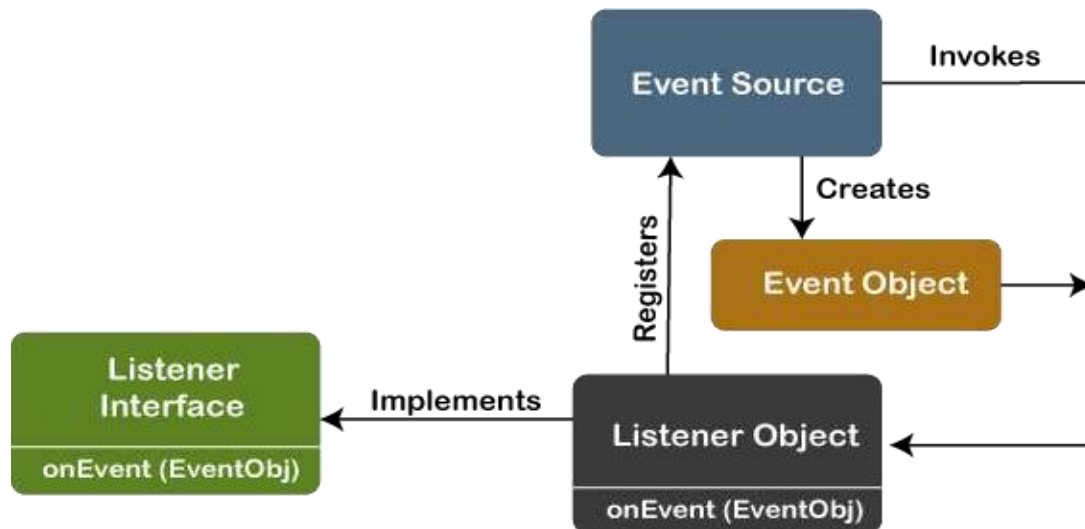 Event Source
Invokes
Creates
Registers
Event Object
Listener
Interface
onEvent (EventObj)
Implements
Listener Object
onEvent (EventObj)